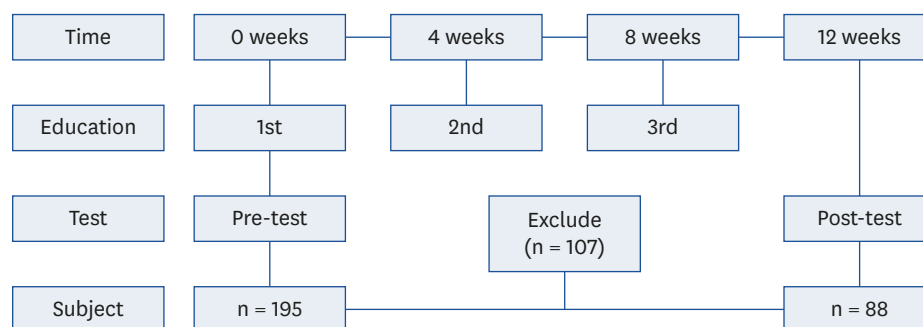 Time
0 weeks
4 weeks
8 weeks
12 weeks
Education
1st
2nd
3rd
Test
Pre-test
Exclude
(n = 107)
Post-test
Subject
n = 195
n = 88